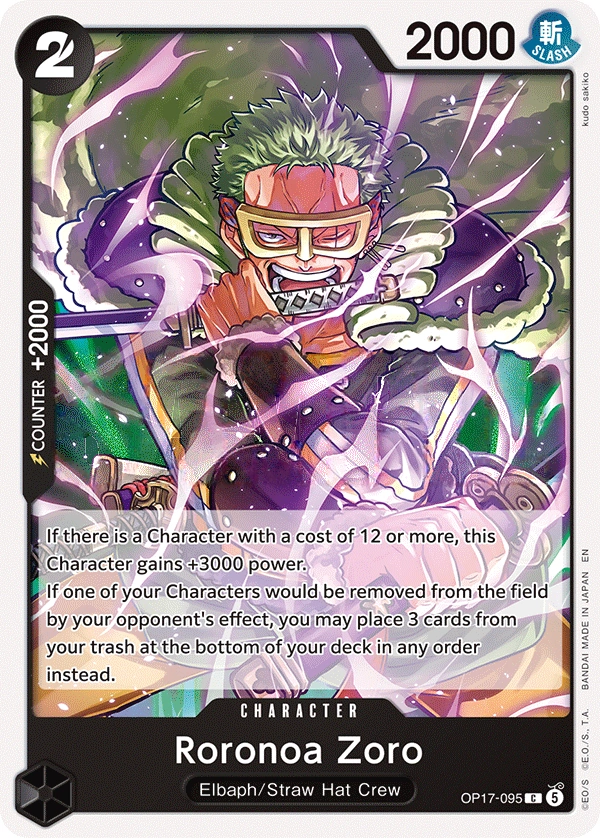 2
2000
斬
SLASH
kudo sakiko
COUNTER +2000
If there is a Character with a cost of 12 or more, this
Character gains +3000 power.
If one of your Characters would be removed from the field
by your opponent's effect, you may place 3 cards from
your trash at the bottom of your deck in any order
instead.
CHARACTER
Roronoa Zoro
Elbaph/Straw Hat Crew
OP17-095 C 5
©E.O/S ©E.O./S., T.A. BANDAI MADE IN JAPAN EN